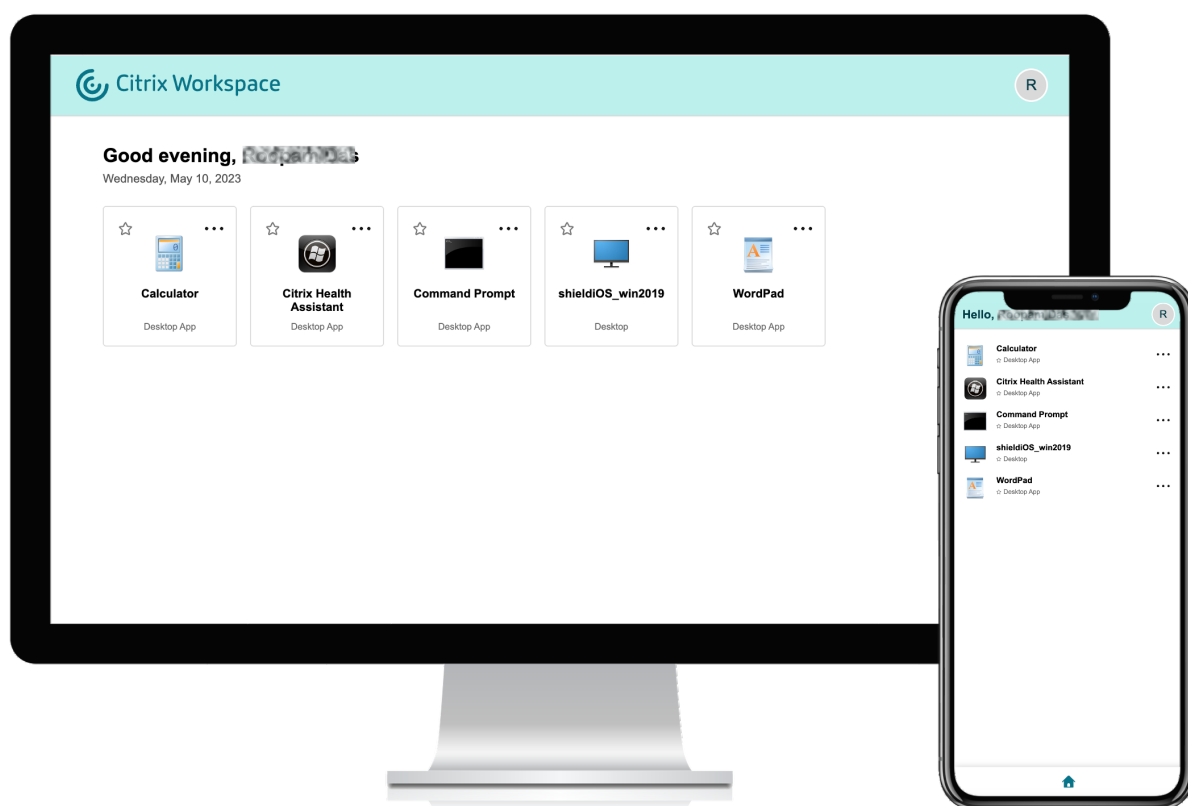 Citrix Workspace
R
Good evening,
Wednesday, May 10, 2023
Calculator
Desktop App
Citrix Health
Assistant
Desktop App
Command Prompt
Desktop App
shieldiOS_win2019
Desktop
WordPad
Desktop App
Hello,
R
Calculator
Desktop App
Citrix Health Assistant
Desktop App
Command Prompt
Desktop App
shieldiOS_win2019
Desktop
WordPad
Desktop App